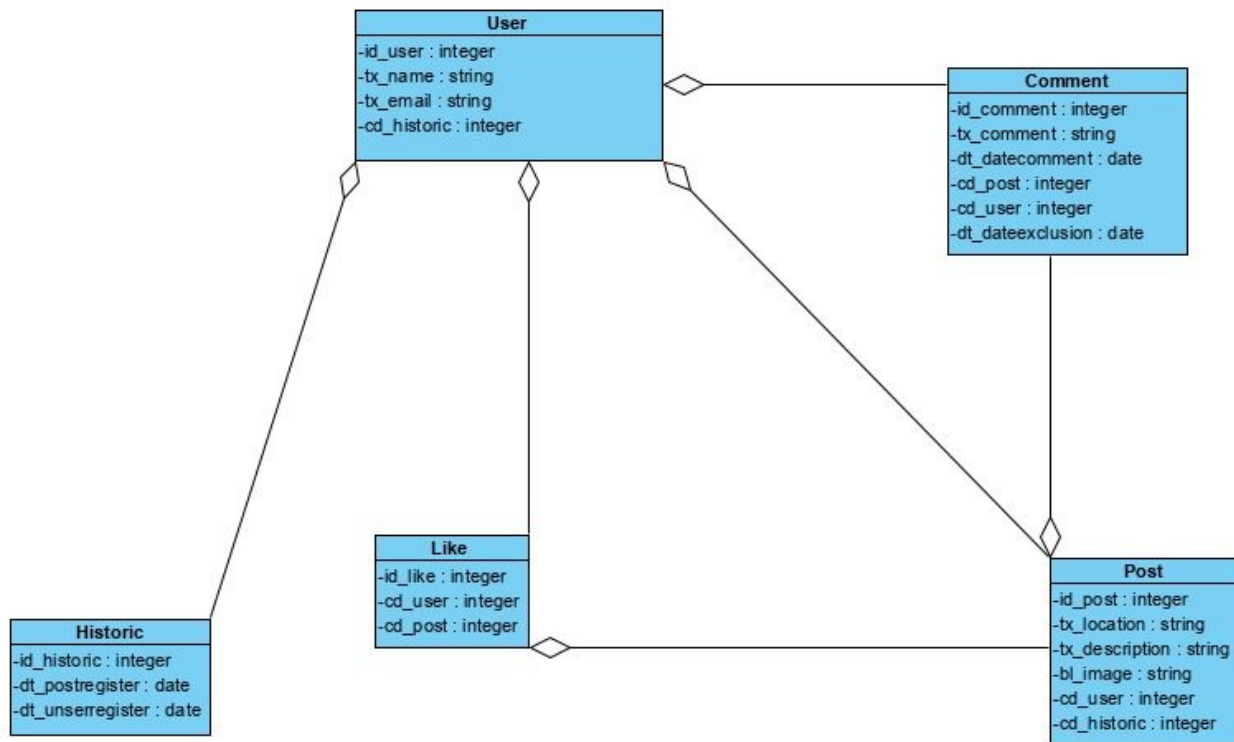 User
-id_user : integer
-tx_name : string
-tx_email : string
-cd_historic : integer
Comment
-id_comment : integer
-tx_comment : string
-dt_datecomment : date
-cd_post : integer
-cd_user : integer
-dt_dateexclusion : date
Like
-id_like : integer
-cd_user : integer
-cd_post : integer
Historic
-id_historic : integer
-dt_postregister : date
-dt_unserregister : date
Post
-id_post : integer
-tx_location : string
-tx_description : string
-bl_image : string
-cd_user : integer
-cd_historic : integer